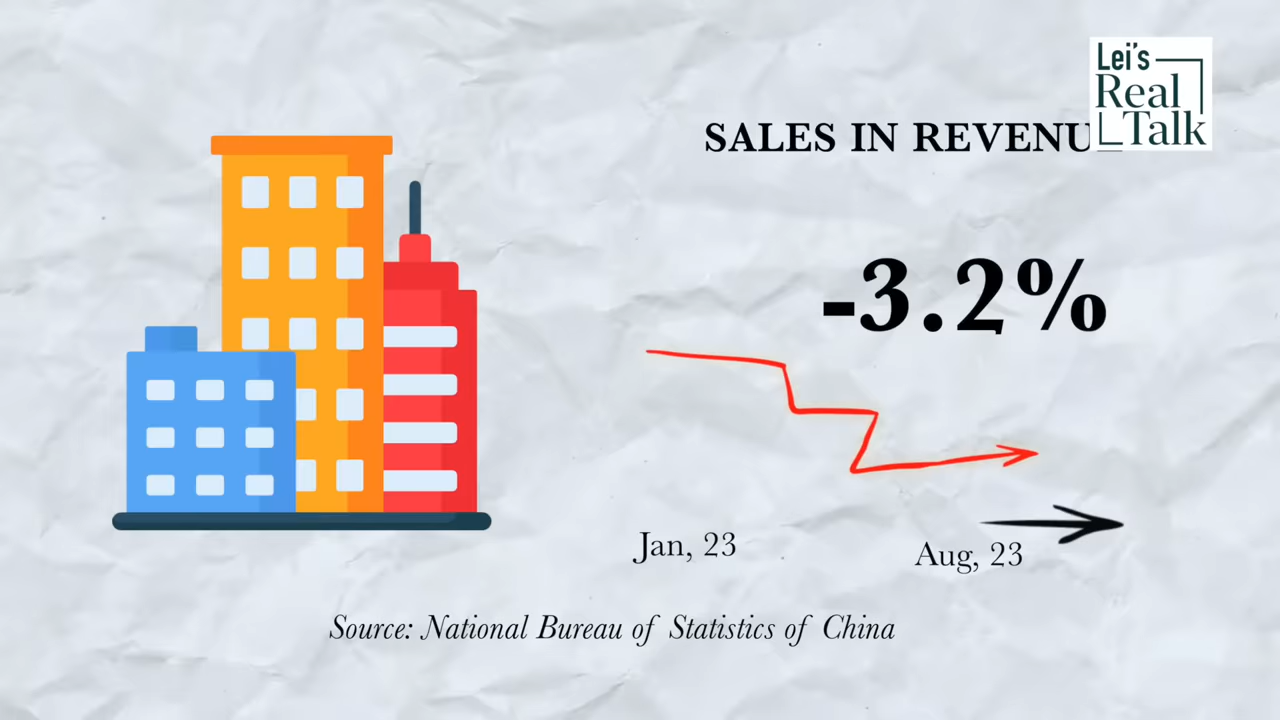 Lei's
Real
Talk
SALES IN REVENU
-3.2%
Jan, 23
Aug, 23
Source: National Bureau of Statistics of China